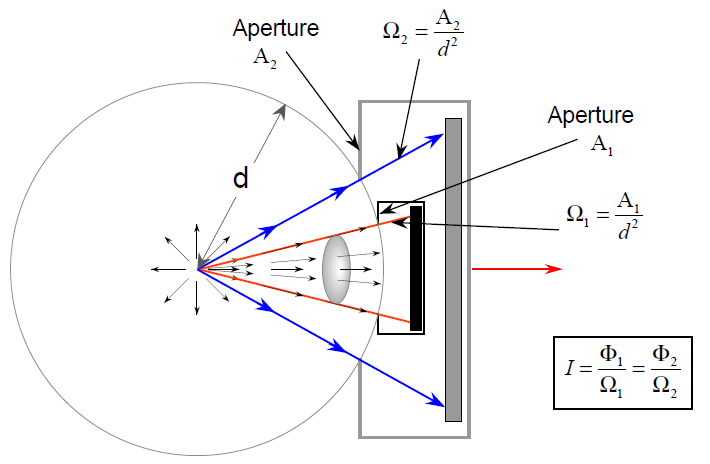 Aperture
A₂
Ω₂ = A₂/d²
Aperture
A₁
d
Ω₁ = A₁/d²
I = Φ₁/Ω₁ = Φ₂/Ω₂